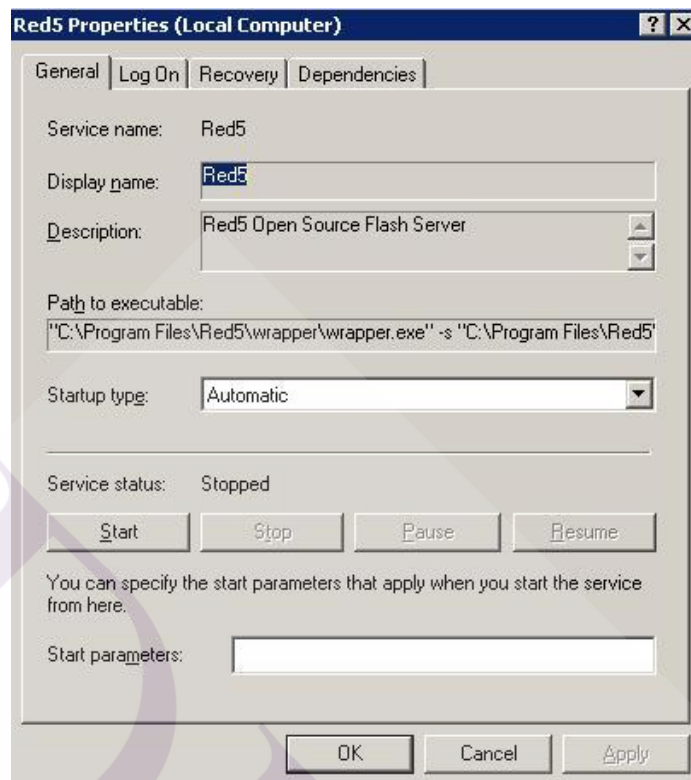 Red5 Properties (Local Computer)
General Log On Recovery Dependencies
Service name: Red5
Display name: Red5
Description: Red5 Open Source Flash Server
Path to executable:
"C:\Program Files\Red5\wrapper\wrapper.exe" -s "C:\Program Files\Red5'
Startup type: Automatic
Service status: Stopped
Start Stop Pause Resume
You can specify the start parameters that apply when you start the service
from here.
Start parameters:
OK Cancel Apply